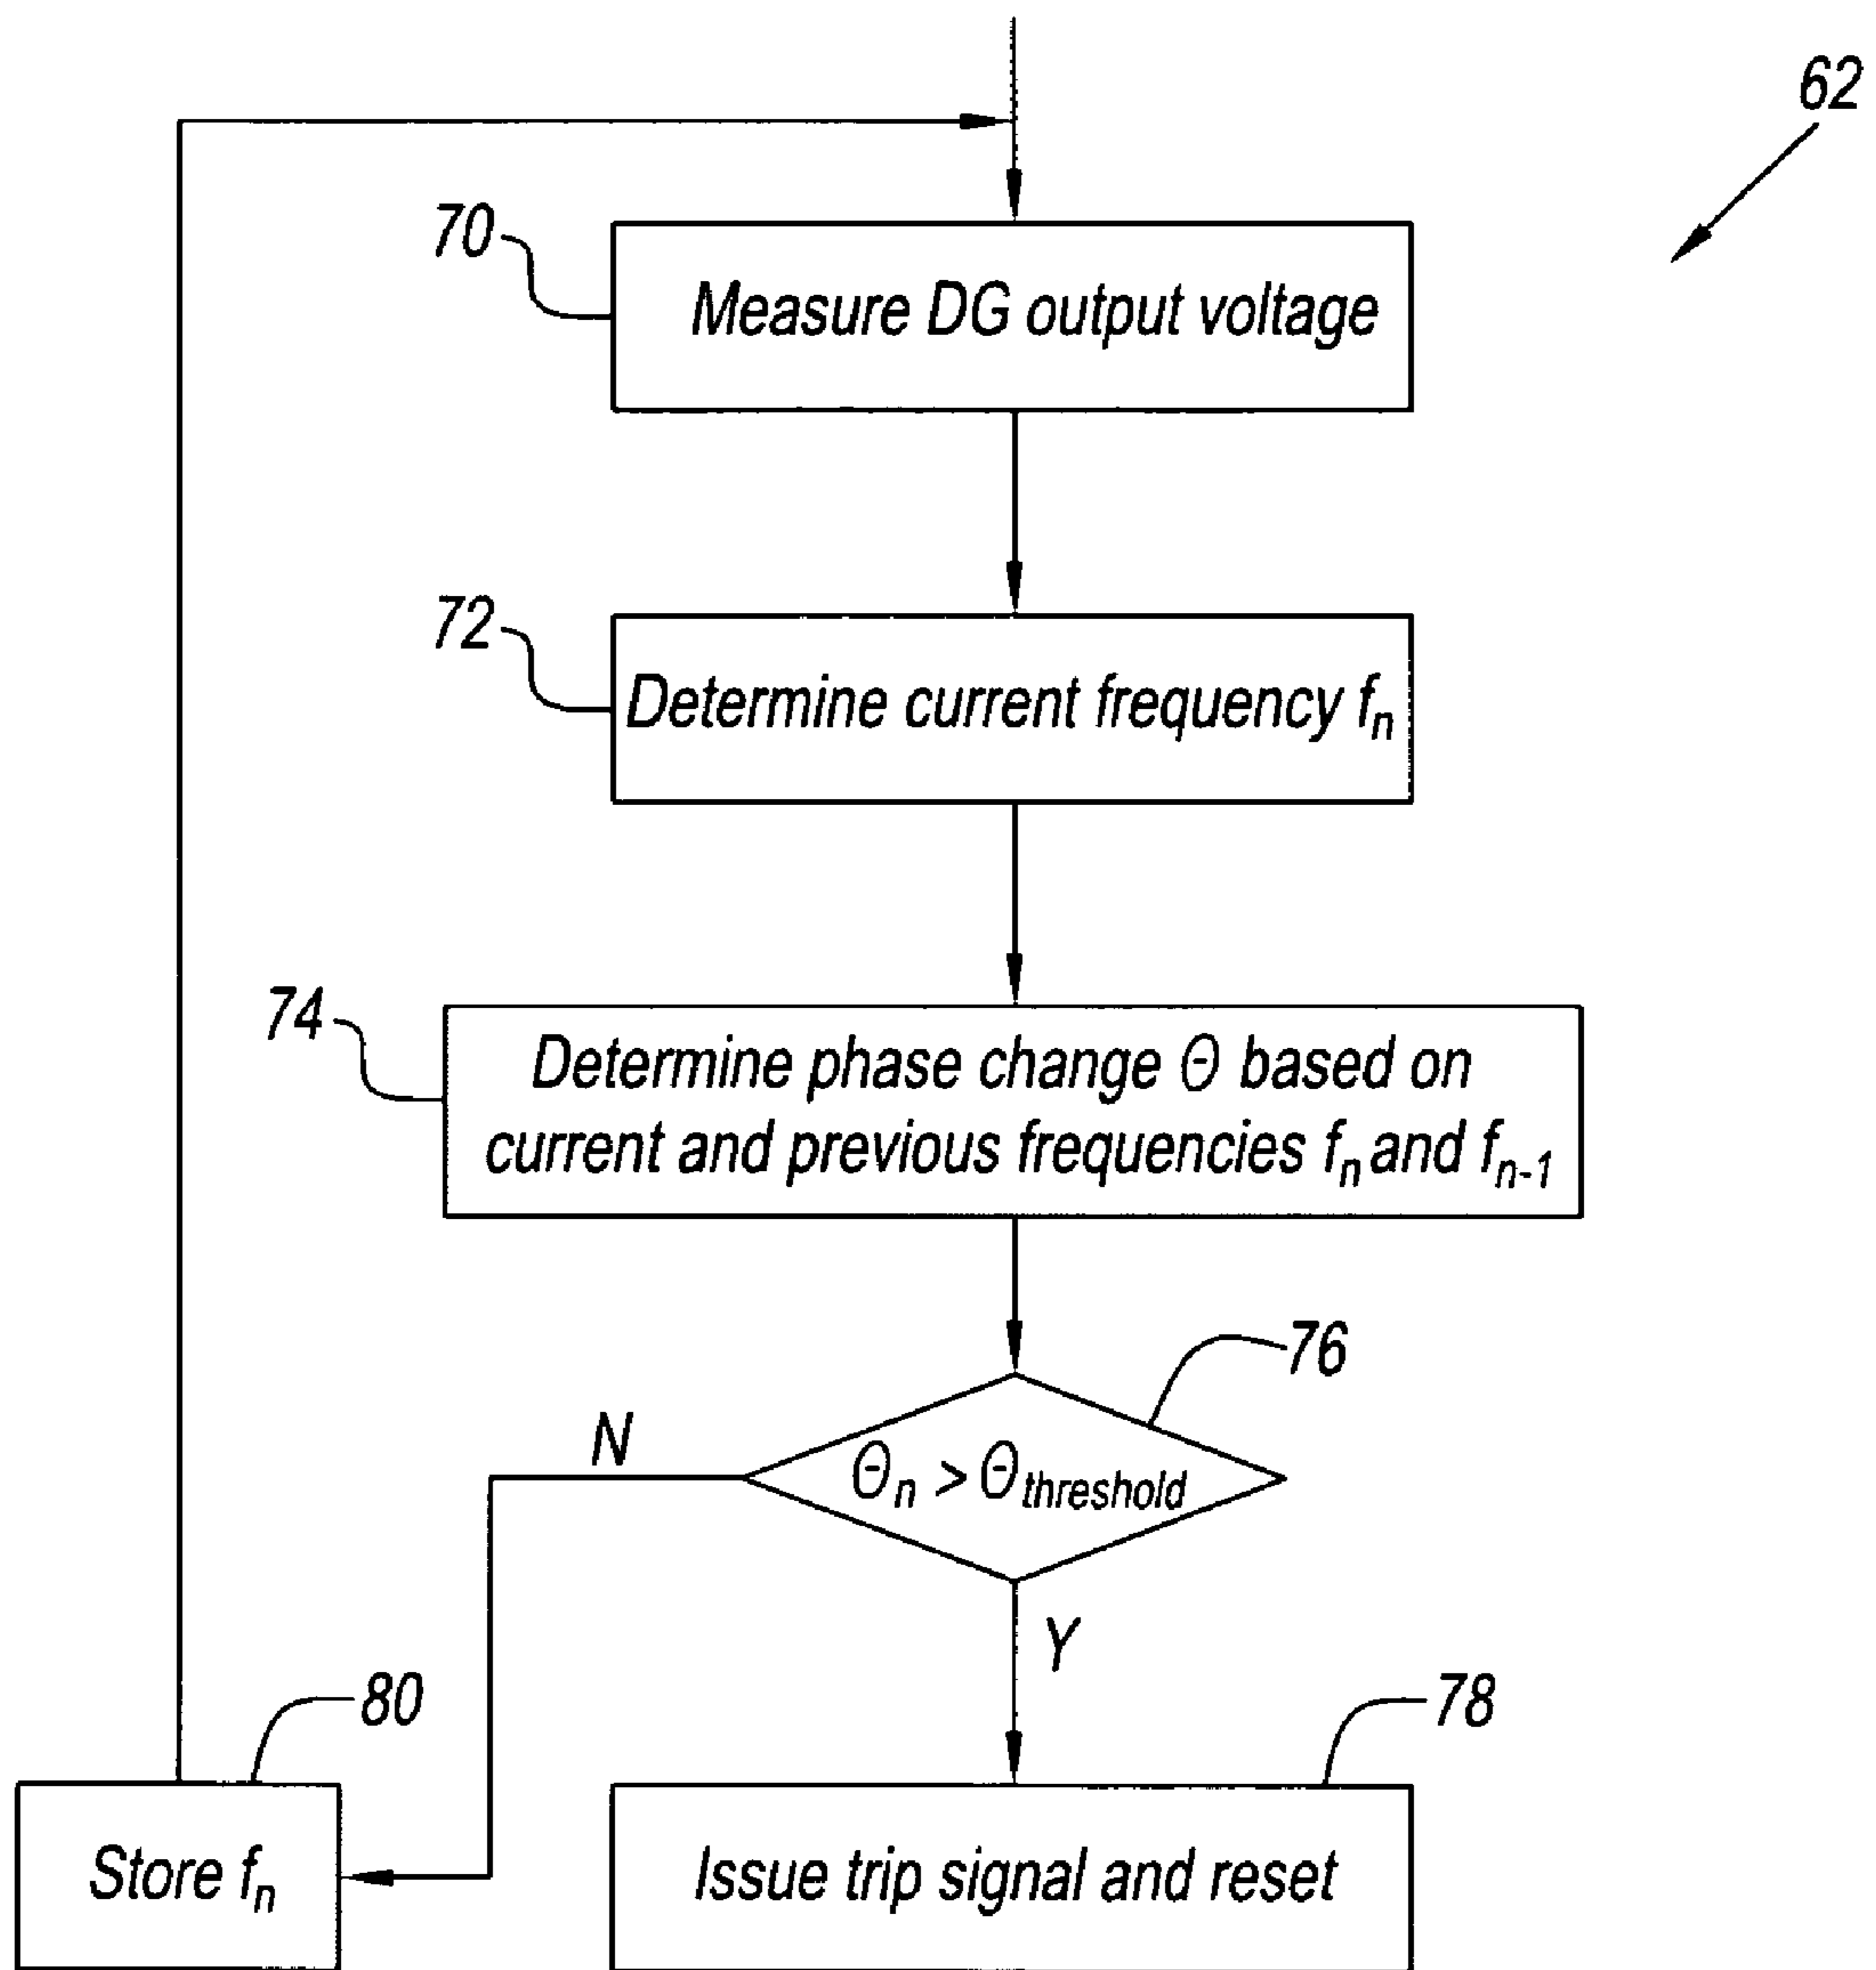 62
70
Measure DG output voltage
72
Determine current frequency fn
74
Determine phase change Θ based on
current and previous frequencies fn and fn-1
76
N
Θn > Θthreshold
Y
80
78
Store fn
Issue trip signal and reset